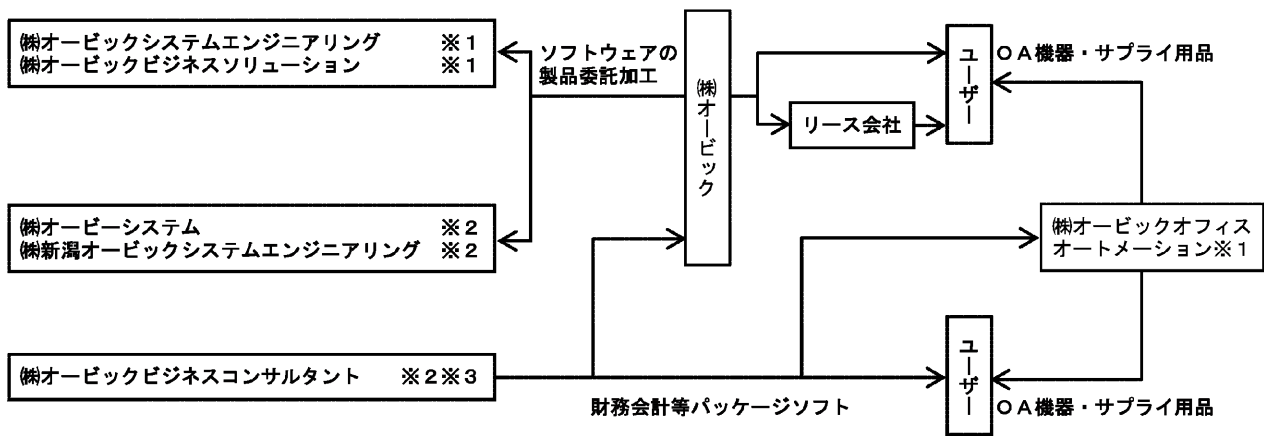 ㈱オービックシステムエンジニアリング ※1
㈱オービックビジネスソリューション ※1
ソフトウェアの
製品委託加工
㈱オービック
リース会社
ユーザー
OA機器・サプライ用品
㈱オービーシステム ※2
㈱新潟オービックシステムエンジニアリング ※2
㈱オービックオフィス
オートメーション※1
㈱オービックビジネスコンサルタント ※2※3
財務会計等パッケージソフト
ユーザー
OA機器・サプライ用品